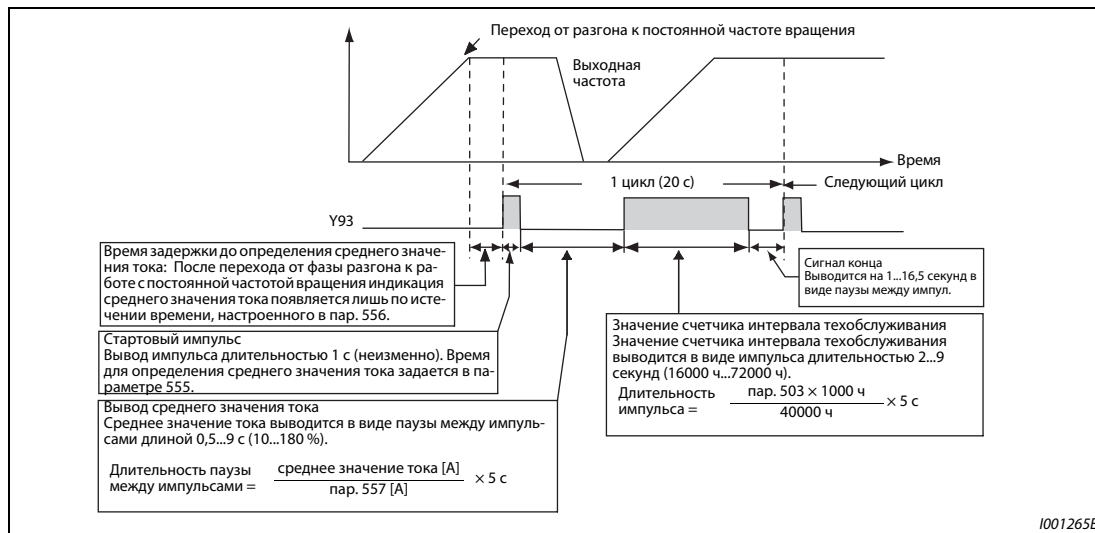 Переход от разгона к постоянной частоте вращения
Выходная
частота
Время
1 цикл (20 с)
Следующий цикл
Y93
Время задержки до определения среднего значе-
ния тока: После перехода от фазы разгона к ра-
боте с постоянной частотой вращения индикация
среднего значения тока появляется лишь по исте-
чении времени, настроенного в пар. 556.
Сигнал конца
Выводится на 1...16,5 секунд в
виде паузы между импул.
Стартовый импульс
Вывод импульса длительностью 1 с (неизменно). Время
для определения среднего значения тока задается в па-
раметре 555.
Значение счетчика интервала техобслуживания
Значение счетчика интервала техобслуживания
выводится в виде импульса длительностью 2...9
секунд (16000 ч...72000 ч).
Длительность
импульса =
пар. 503 × 1000 ч
40000 ч
× 5 с
Вывод среднего значения тока
Среднее значение тока выводится в виде паузы между импуль-
сами длиной 0,5...9 с (10...180 %).
Длительность паузы
между импульсами =
среднее значение тока [A]
пар. 557 [A]
× 5 с
I001265E